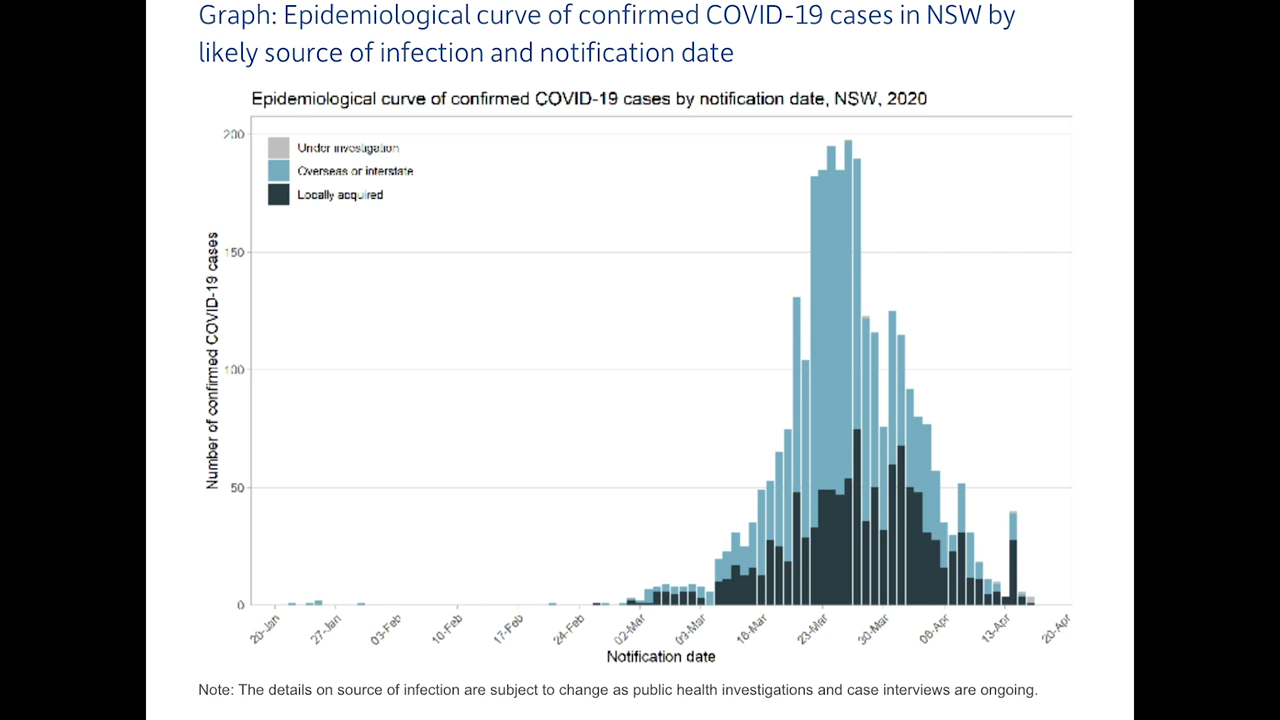 Graph: Epidemiological curve of confirmed COVID-19 cases in NSW by
likely source of infection and notification date
Epidemiological curve of confirmed COVID-19 cases by notification date, NSW, 2020
200
Under investigation
Overseas or interstate
Locally acquired
150
100
50
0
Number of confirmed COVID-19 cases
20-Jan
27-Jan
03-Feb
10-Feb
17-Feb
24-Feb
02-Mar
09-Mar
16-Mar
23-Mar
30-Mar
06-Apr
13-Apr
20-Apr
Notification date
Note: The details on source of infection are subject to change as public health investigations and case interviews are ongoing.